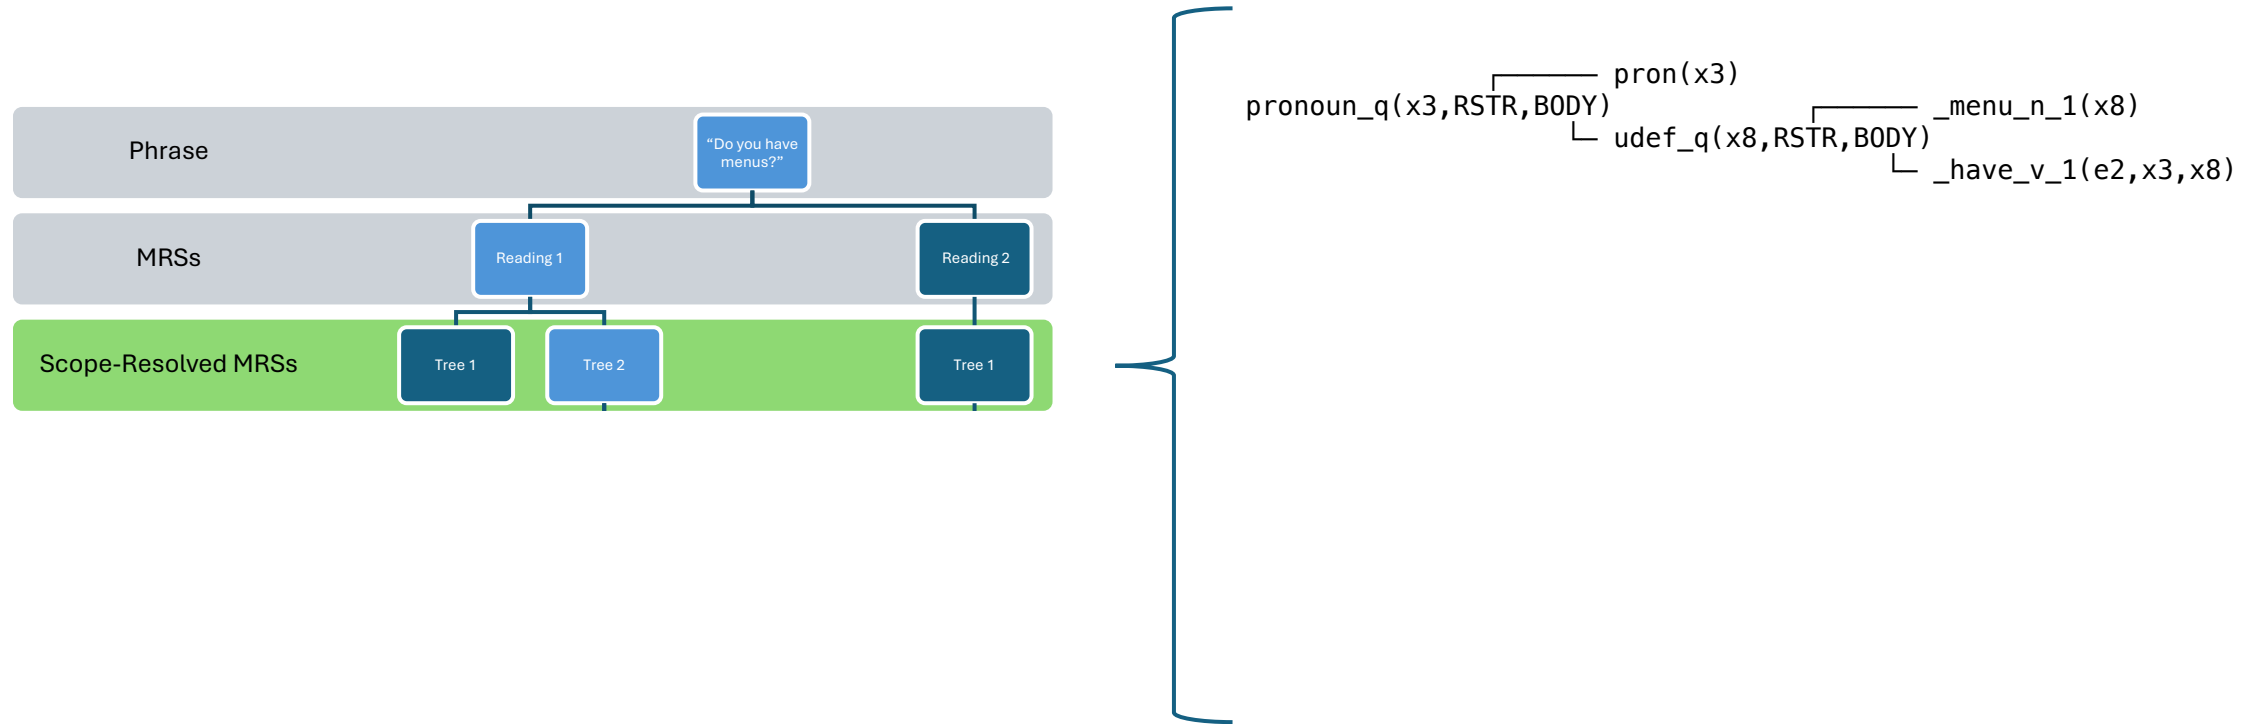 Phrase
“Do you have
menus?”
MRSs
Reading 1
Reading 2
Scope-Resolved MRSs
Tree 1
Tree 2
Tree 1
pron(x3)
pronoun_q(x3,RSTR,BODY)
_menu_n_1(x8)
udef_q(x8,RSTR,BODY)
_have_v_1(e2,x3,x8)